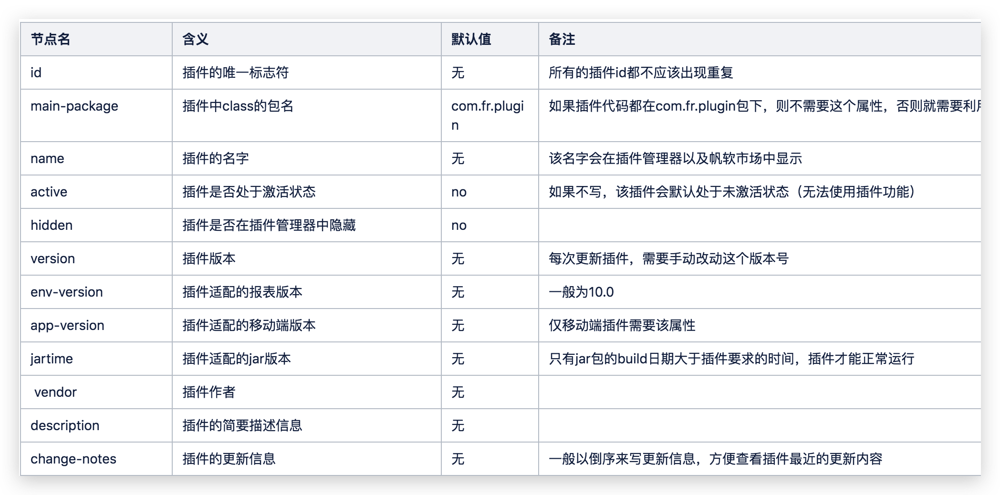 节点名 含义 默认值 备注
id 插件的唯一标志符 无 所有的插件id都不应该出现重复
main-package 插件中class的包名 com.fr.plugi 如果插件代码都在com.fr.plugin包下，则不需要这个属性，否则就需要利
n
name 插件的名字 无 该名字会在插件管理器以及帆软市场中显示
active 插件是否处于激活状态 no 如果不写，该插件会默认处于未激活状态（无法使用插件功能）
hidden 插件是否在插件管理器中隐藏 no
version 插件版本 无 每次更新插件，需要手动改动这个版本号
env-version 插件适配的报表版本 无 一般为10.0
app-version 插件适配的移动端版本 无 仅移动端插件需要该属性
jartime 插件适配的jar版本 无 只有jar包的build日期大于插件要求的时间，插件才能正常运行
vendor 插件作者 无
description 插件的简要描述信息 无
change-notes 插件的更新信息 无 一般以倒序来写更新信息，方便查看插件最近的更新内容